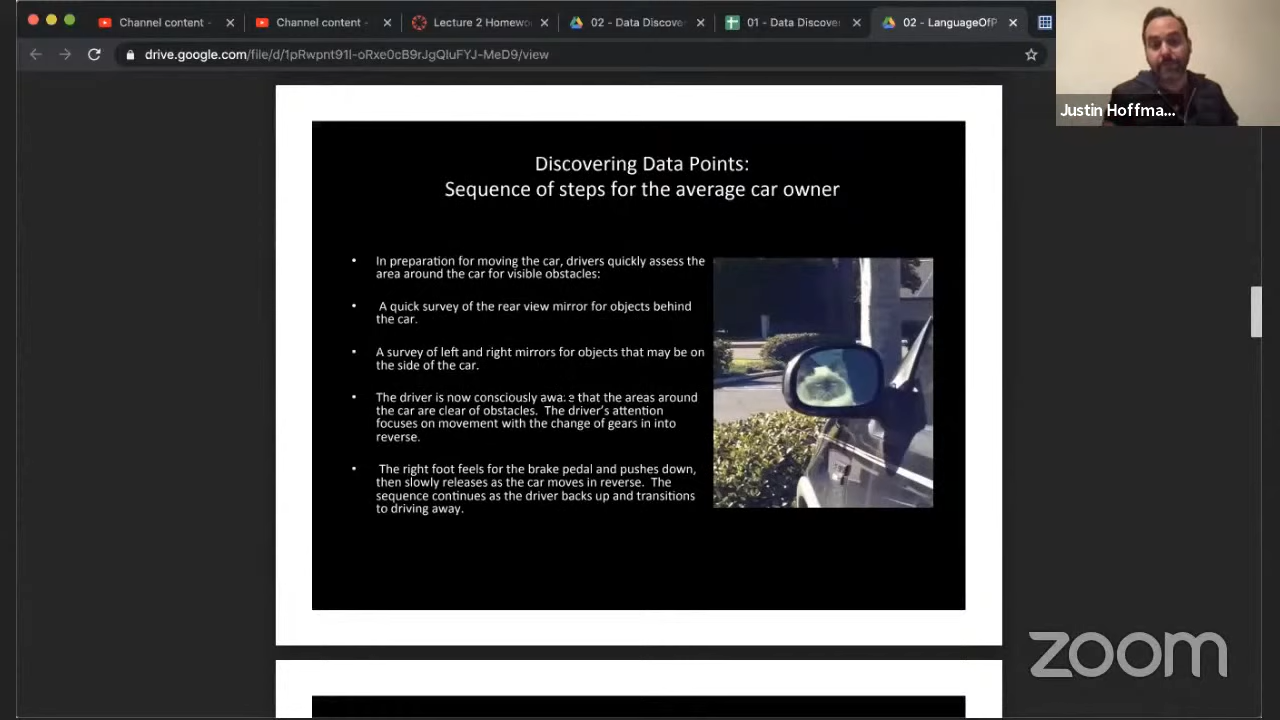 Channel content -
Channel content -
Lecture 2 Homewo
02 - Data Discove
01 - Data Discove
02 - LanguageOfP
drive.google.com/file/d/1pRwpnt91l-oRxe0cB9rJgQluFYJ-MeD9/view
Justin Hoffma...
Discovering Data Points:
Sequence of steps for the average car owner
• In preparation for moving the car, drivers quickly assess the
area around the car for visible obstacles:
• A quick survey of the rear view mirror for objects behind
the car.
• A survey of left and right mirrors for objects that may be on
the side of the car.
• The driver is now consciously aware that the areas around
the car are clear of obstacles. The driver's attention
focuses on movement with the change of gears in into
reverse.
• The right foot feels for the brake pedal and pushes down,
then slowly releases as the car moves in reverse. The
sequence continues as the driver backs up and transitions
to driving away.
zoom